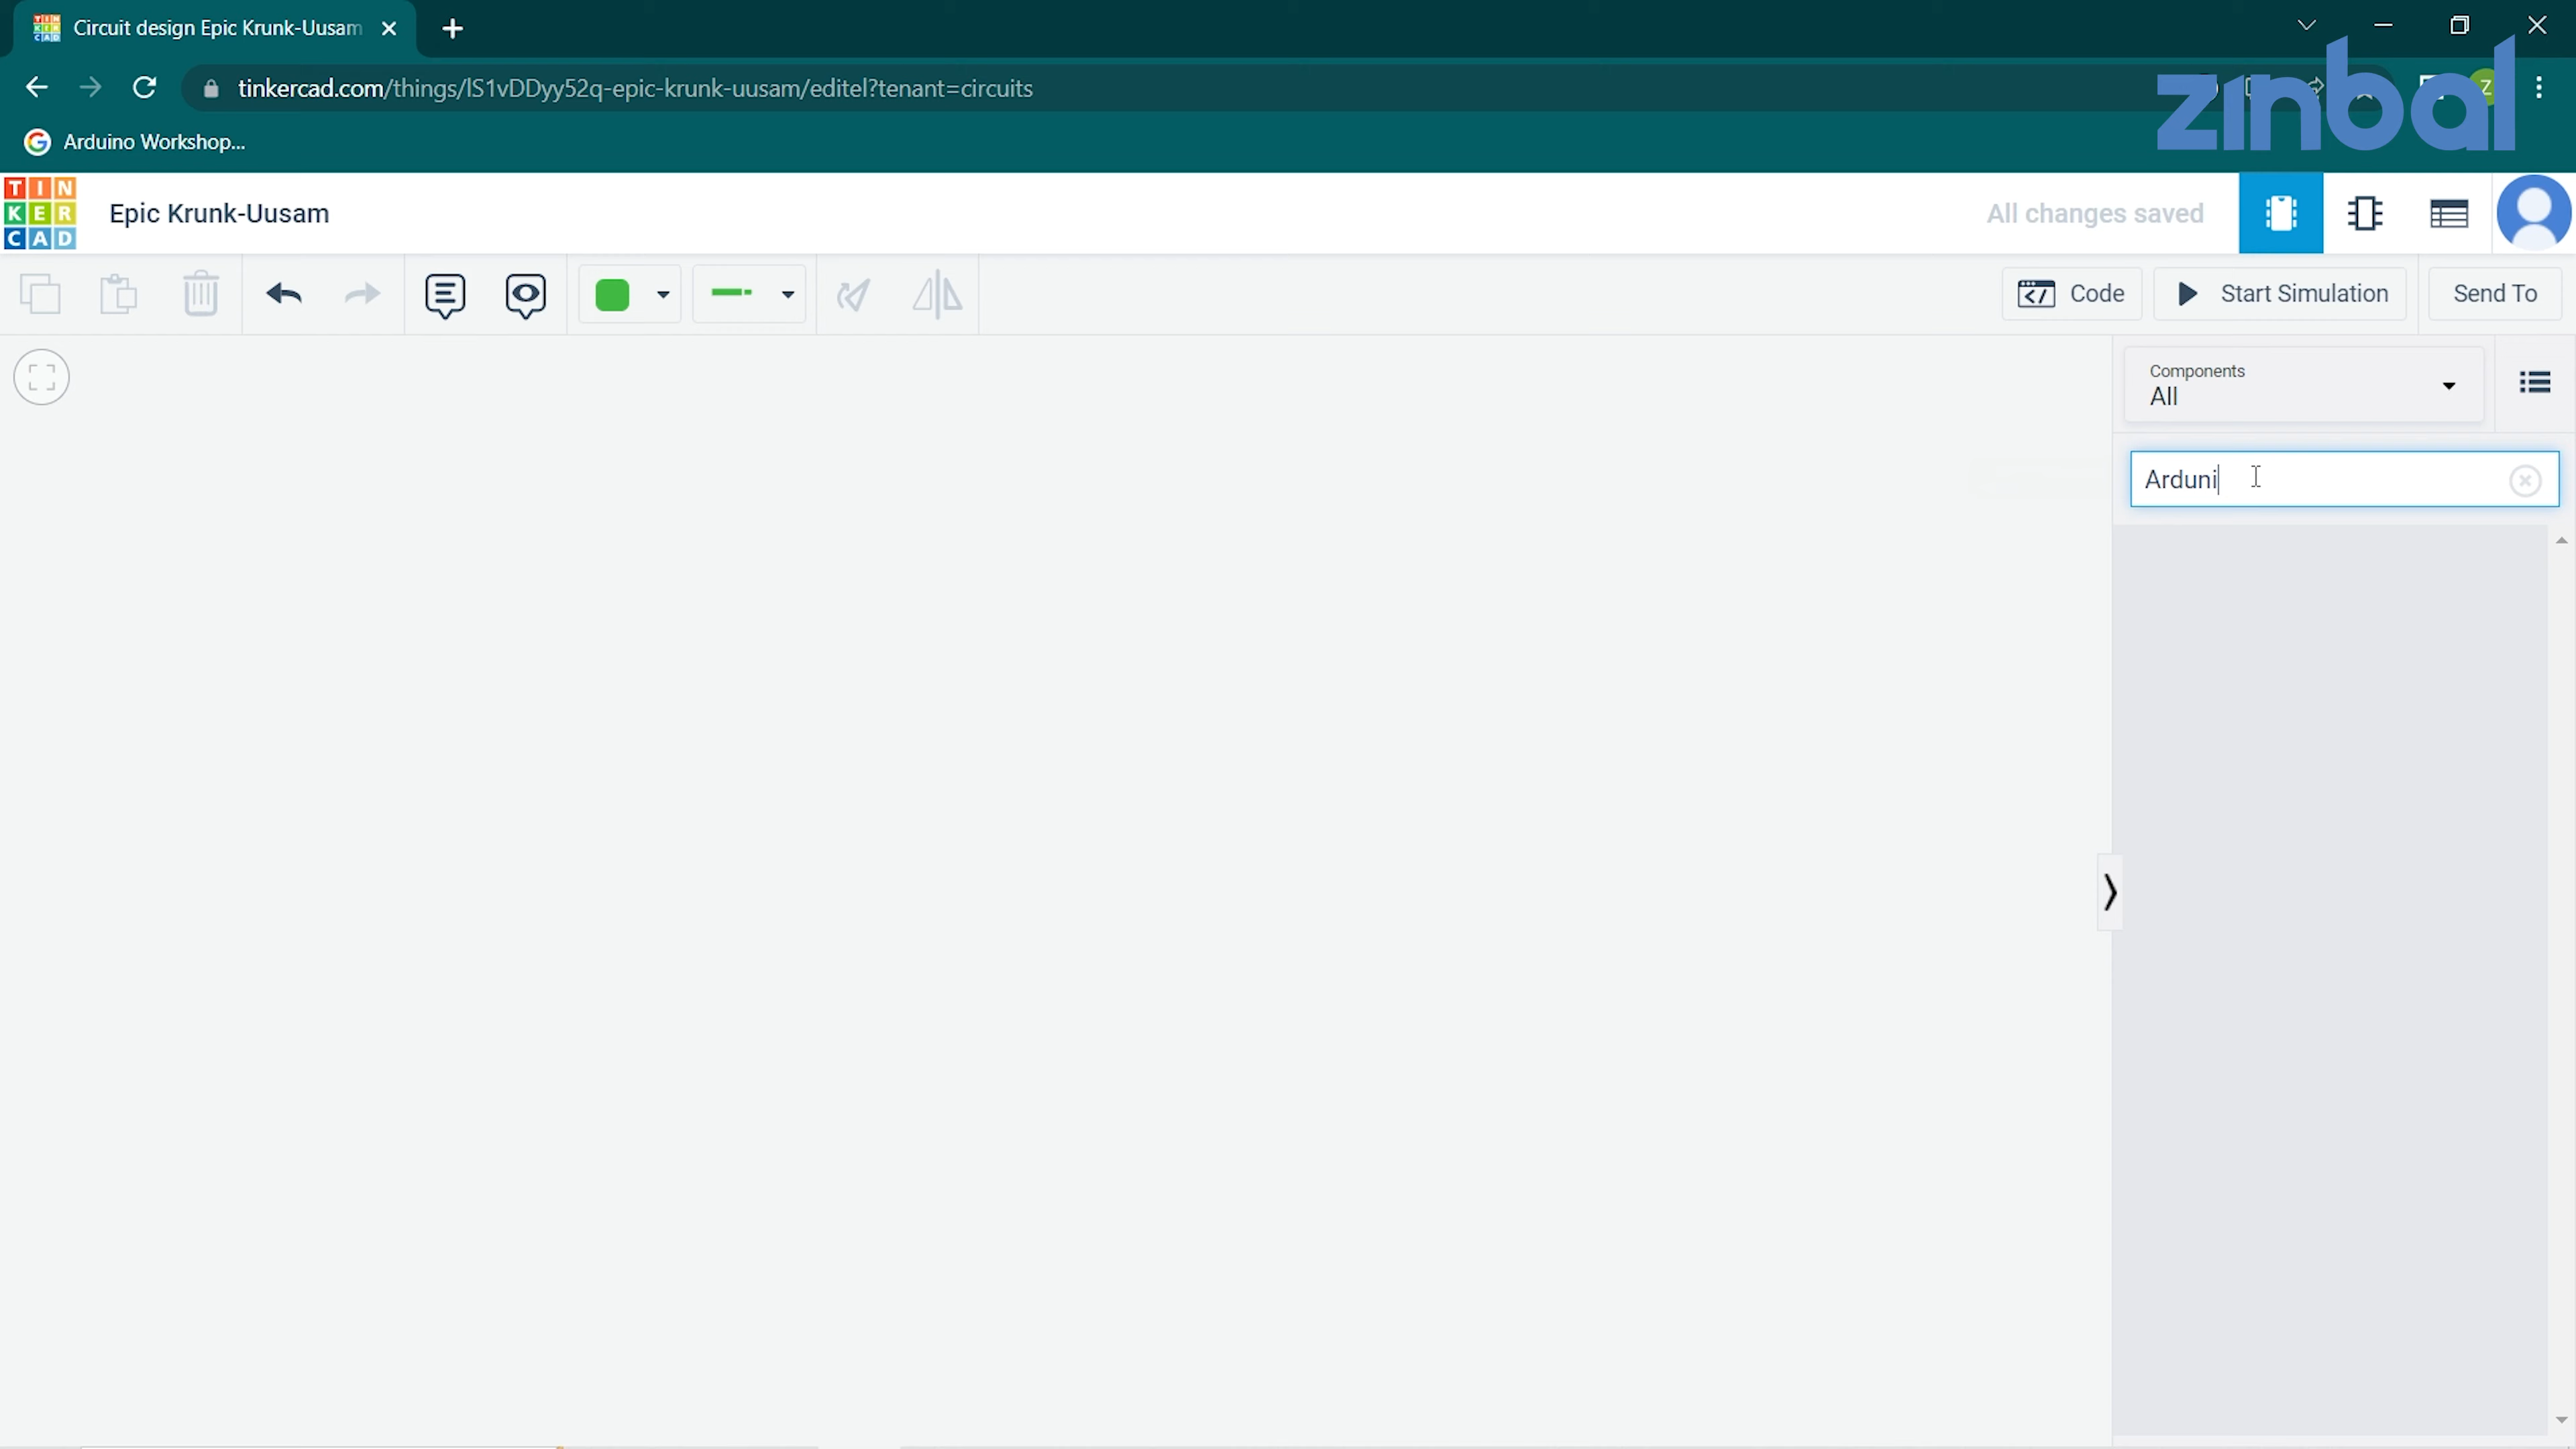 Circuit design Epic Krunk-Uusam
tinkercad.com/things/lS1vDDyy52q-epic-krunk-uusam/editel?tenant=circuits
Z
zinbal
Arduino Workshop...
TIN
KER
CAD
Epic Krunk-Uusam
All changes saved
Code
Start Simulation
Send To
Components
All
Arduni